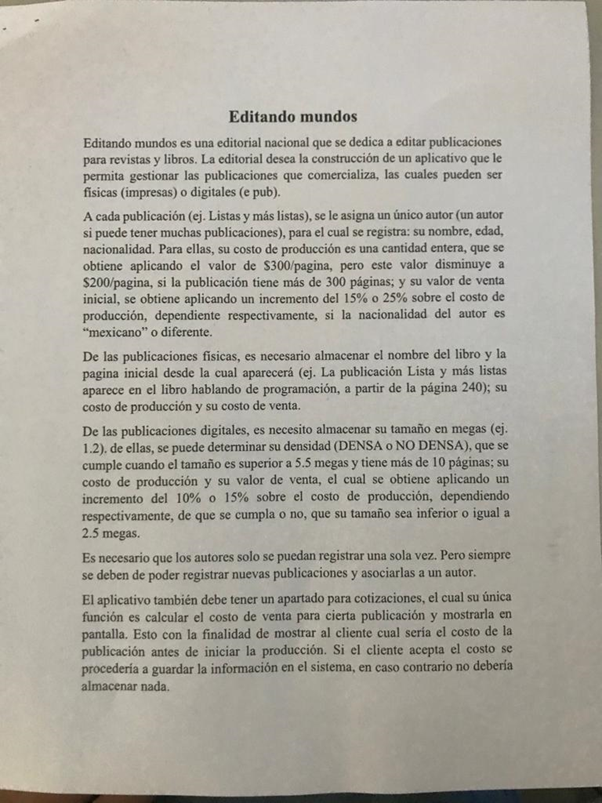 Editando mundos
Editando mundos es una editorial nacional que se dedica a editar publicaciones
para revistas y libros. La editorial desea la construcción de un aplicativo que le
permita gestionar las publicaciones que comercializa, las cuales pueden ser
físicas (impresas) o digitales (e pub).
A cada publicación (ej. Listas y más listas), se le asigna un único autor (un autor
si puede tener muchas publicaciones), para el cual se registra: su nombre, edad,
nacionalidad. Para ellas, su costo de producción es una cantidad entera, que se
obtiene aplicando el valor de $300/pagina, pero este valor disminuye a
$200/pagina, si la publicación tiene más de 300 páginas; y su valor de venta
inicial, se obtiene aplicando un incremento del 15% o 25% sobre el costo de
producción, dependiente respectivamente, si la nacionalidad del autor es
“mexicano” o diferente.
De las publicaciones físicas, es necesario almacenar el nombre del libro y la
pagina inicial desde la cual aparecerá (ej. La publicación Lista y más listas
aparece en el libro hablando de programación, a partir de la página 240); su
costo de producción y su costo de venta.
De las publicaciones digitales, es necesito almacenar su tamaño en megas (ej.
1.2). de ellas, se puede determinar su densidad (DENSA o NO DENSA), que se
cumple cuando el tamaño es superior a 5.5 megas y tiene más de 10 páginas; su
costo de producción y su valor de venta, el cual se obtiene aplicando un
incremento del 10% o 15% sobre el costo de producción, dependiendo
respectivamente, de que se cumpla o no, que su tamaño sea inferior o igual a
2.5 megas.
Es necesario que los autores solo se puedan registrar una sola vez. Pero siempre
se deben de poder registrar nuevas publicaciones y asociarlas a un autor.
El aplicativo también debe tener un apartado para cotizaciones, el cual su única
función es calcular el costo de venta para cierta publicación y mostrarla en
pantalla. Esto con la finalidad de mostrar al cliente cual sería el costo de la
publicación antes de iniciar la producción. Si el cliente acepta el costo se
procedería a guardar la información en el sistema, en caso contrario no debería
almacenar nada.